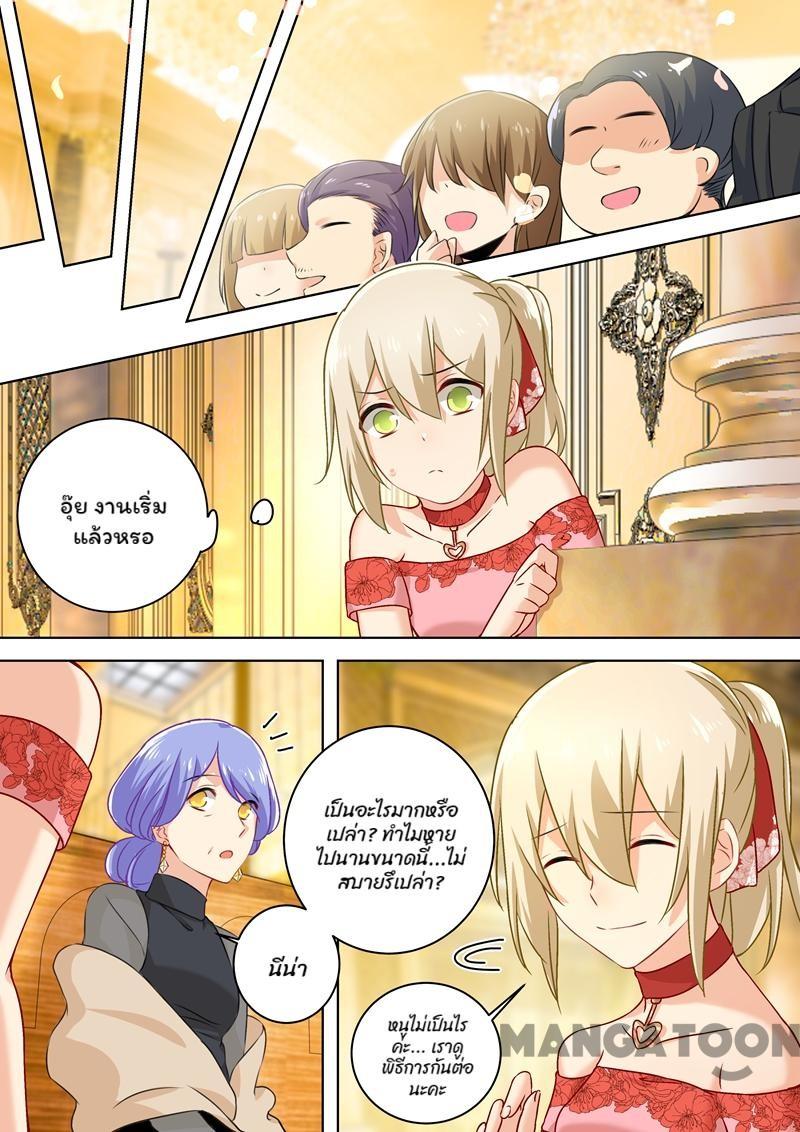 อุ๊ย งานเริ่ม
แล้วหรอ
เป็นอะไรมากหรือ
เปล่า? ทำไมหาย
ไปนานขนาดนี้...ไม่
สบายรึเปล่า?
นีน่า
หนูไม่เป็นไร
ค่ะ... เราดู
พิธีการกันต่อ
นะคะ
MANGATOON